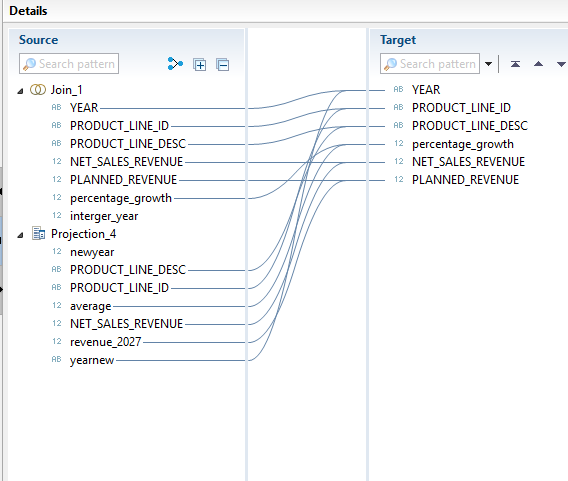 Details
Source
Search pattern
Join_1
AB YEAR
AB PRODUCT_LINE_ID
AB PRODUCT_LINE_DESC
12 NET_SALES_REVENUE
12 PLANNED_REVENUE
12 percentage_growth
12 interger_year
Projection_4
12 newyear
AB PRODUCT_LINE_DESC
AB PRODUCT_LINE_ID
12 average
12 NET_SALES_REVENUE
12 revenue_2027
AB yearnew
Target
Search pattern
AB YEAR
AB PRODUCT_LINE_ID
AB PRODUCT_LINE_DESC
12 percentage_growth
12 NET_SALES_REVENUE
12 PLANNED_REVENUE